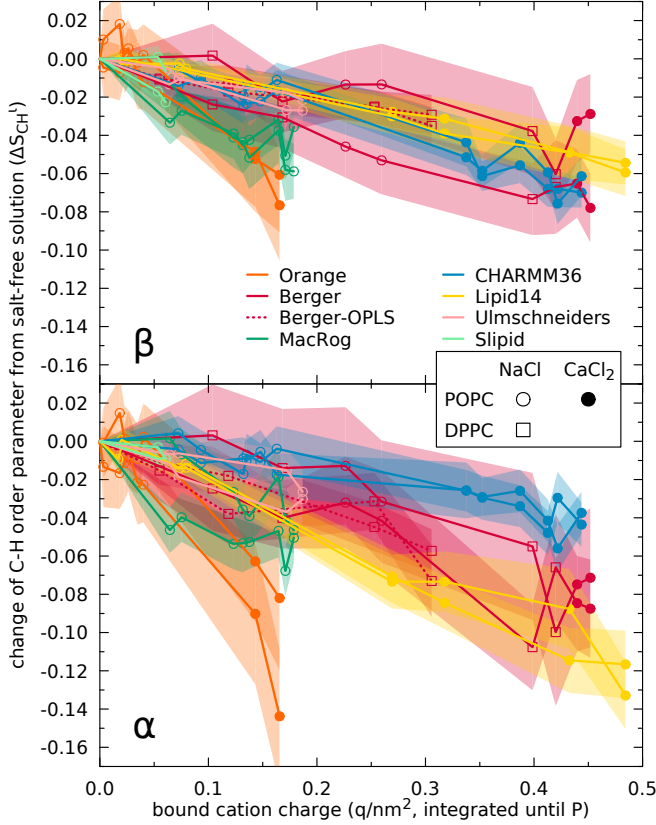 change of C-H order parameter from salt-free solution (ΔS_CH^i)
0.02
0.00
-0.02
-0.04
-0.06
-0.08
-0.10
-0.12
-0.14
-0.16
Orange
Berger
Berger-OPLS
MacRog
CHARMM36
Lipid14
Ulmschneiders
Slipid
β
NaCl CaCl₂
POPC
DPPC
0.02
0.00
-0.02
-0.04
-0.06
-0.08
-0.10
-0.12
-0.14
-0.16
α
0.0 0.1 0.2 0.3 0.4 0.5
bound cation charge (q/nm², integrated until P)